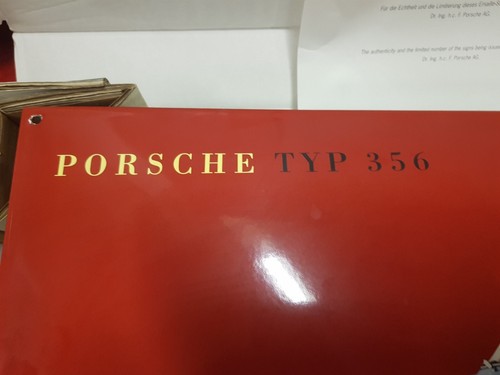 Für die Echtheit und die Limitierung dieses Emaille-
Dr. Ing. h.c. F. Porsche AG
The authenticity and the limited number of the signs being issued
Dr. Ing. h.c. F. Porsche AG
PORSCHE TYP 356